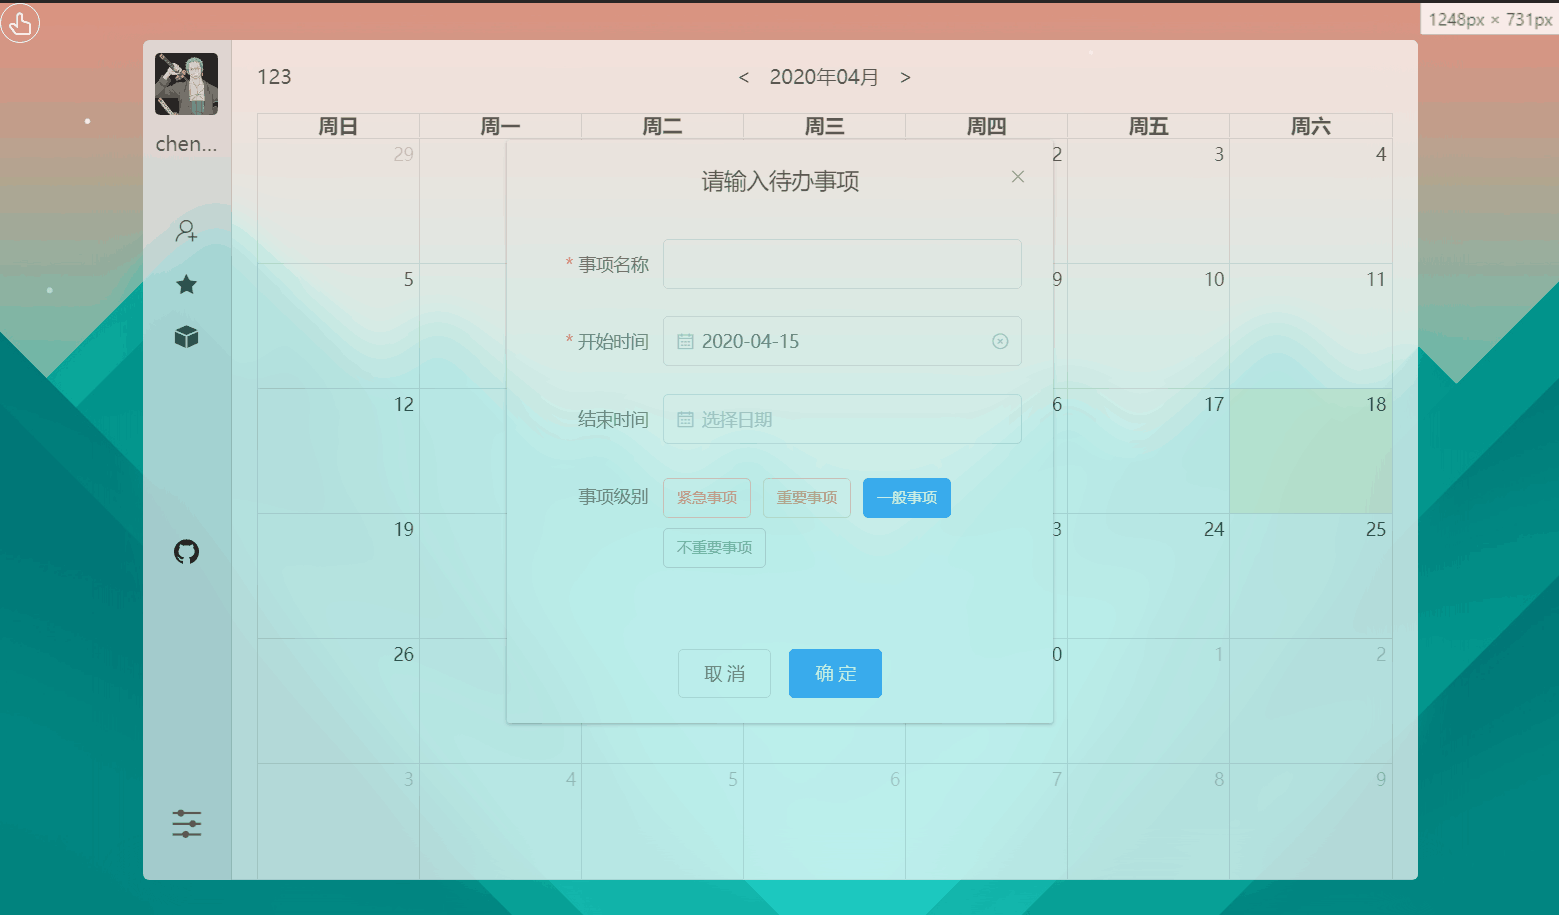 1248px × 731px
chen...
123
< 2020年04月 >
周日 周一 周二 周三 周四 周五 周六
29 2 3 4
请输入待办事项
* 事项名称
5 9 10 11
* 开始时间 2020-04-15
12 6 17 18
结束时间 选择日期
事项级别 紧急事项 重要事项 一般事项
19 3 24 25
不重要事项
26 0 1 2
取 消 确 定
3 4 5 6 7 8 9